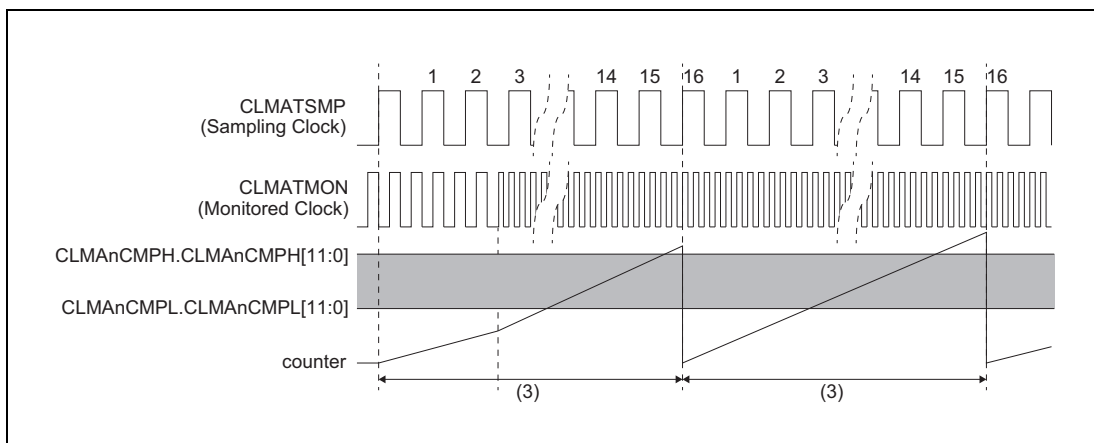 1 2 3 14 15 16 1 2 3 14 15 16
CLMATSMP
(Sampling Clock)
CLMATMON
(Monitored Clock)
CLMAnCMPH.CLMAnCMPH[11:0]
CLMAnCMPL.CLMAnCMPL[11:0]
counter
(3) (3)